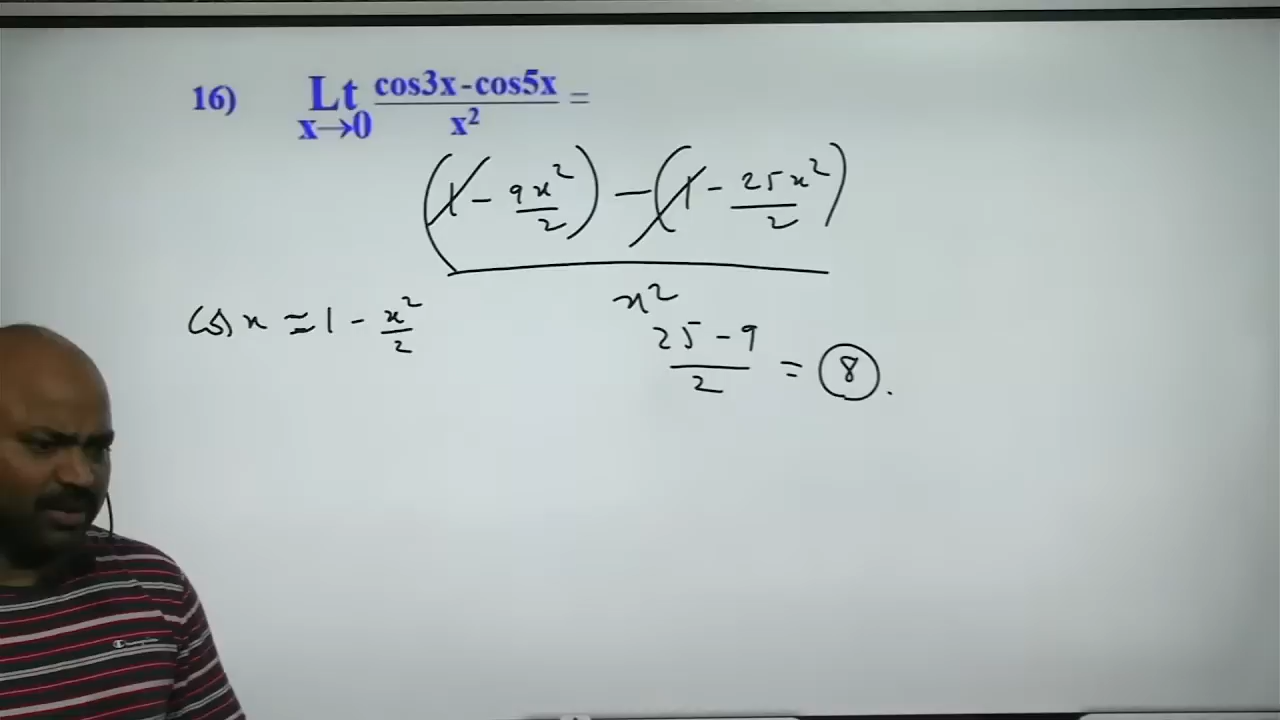 16) Lt x→0 cos3x-cos5x / x² =
(1 - 9x²/2) - (1 - 25x²/2)
x²
cos x ≈ 1 - x²/2
25 - 9 / 2 = 8.
Champion